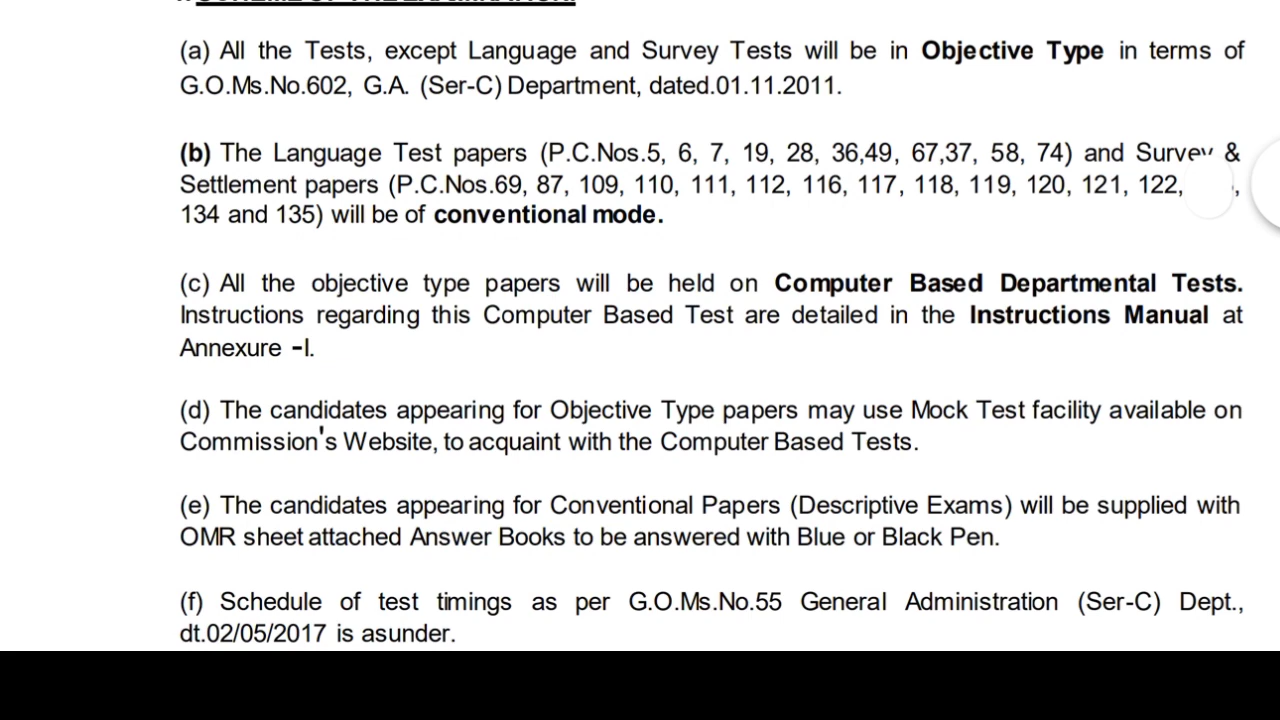 (a) All the Tests, except Language and Survey Tests will be in Objective Type in terms of
G.O.Ms.No.602, G.A. (Ser-C) Department, dated.01.11.2011.
(b) The Language Test papers (P.C.Nos.5, 6, 7, 19, 28, 36,49, 67,37, 58, 74) and Survey &
Settlement papers (P.C.Nos.69, 87, 109, 110, 111, 112, 116, 117, 118, 119, 120, 121, 122, ,
134 and 135) will be of conventional mode.
(c) All the objective type papers will be held on Computer Based Departmental Tests.
Instructions regarding this Computer Based Test are detailed in the Instructions Manual at
Annexure -I.
(d) The candidates appearing for Objective Type papers may use Mock Test facility available on
Commission's Website, to acquaint with the Computer Based Tests.
(e) The candidates appearing for Conventional Papers (Descriptive Exams) will be supplied with
OMR sheet attached Answer Books to be answered with Blue or Black Pen.
(f) Schedule of test timings as per G.O.Ms.No.55 General Administration (Ser-C) Dept.,
dt.02/05/2017 is asunder.